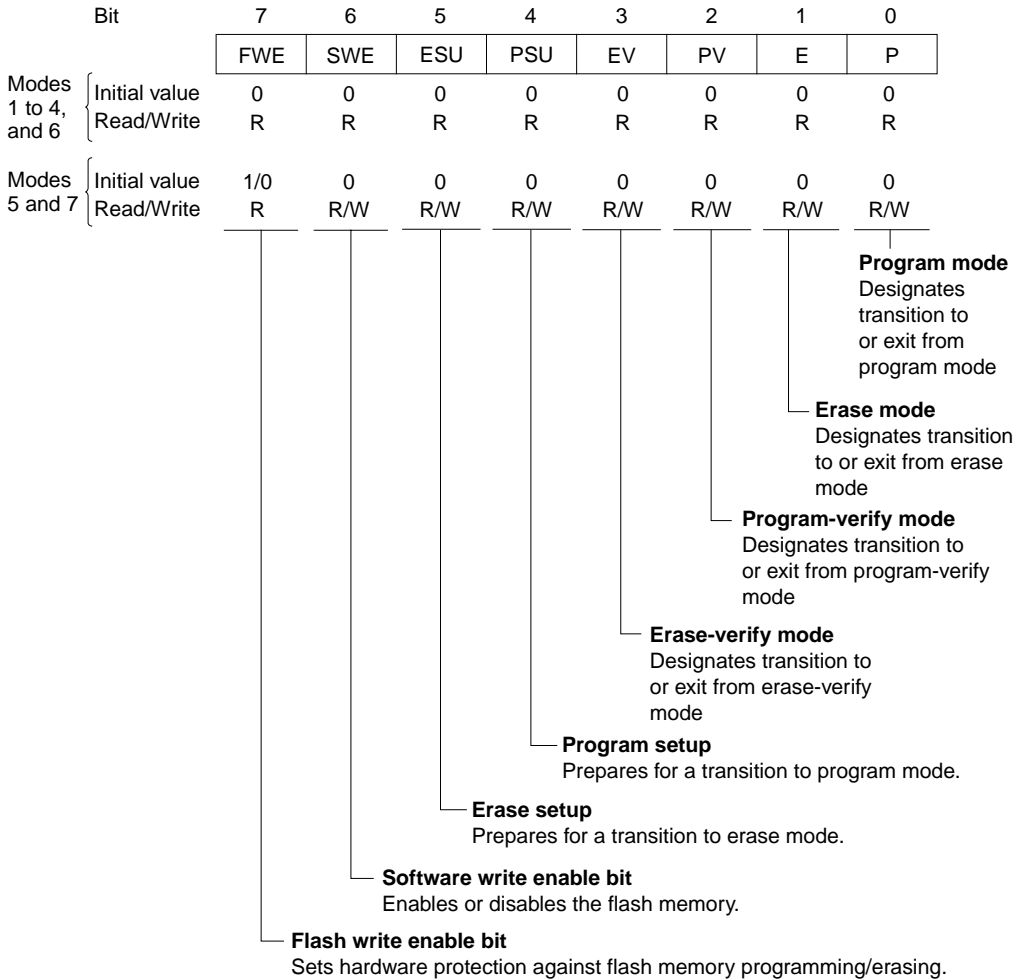 Bit 7 6 5 4 3 2 1 0
FWE SWE ESU PSU EV PV E P
Modes 1 to 4, and 6
Initial value 0 0 0 0 0 0 0 0
Read/Write R R R R R R R R
Modes 5 and 7
Initial value 1/0 0 0 0 0 0 0 0
Read/Write R R/W R/W R/W R/W R/W R/W R/W
Program mode
Designates
transition to
or exit from
program mode
Erase mode
Designates transition
to or exit from erase
mode
Program-verify mode
Designates transition to
or exit from program-verify
mode
Erase-verify mode
Designates transition to
or exit from erase-verify
mode
Program setup
Prepares for a transition to program mode.
Erase setup
Prepares for a transition to erase mode.
Software write enable bit
Enables or disables the flash memory.
Flash write enable bit
Sets hardware protection against flash memory programming/erasing.